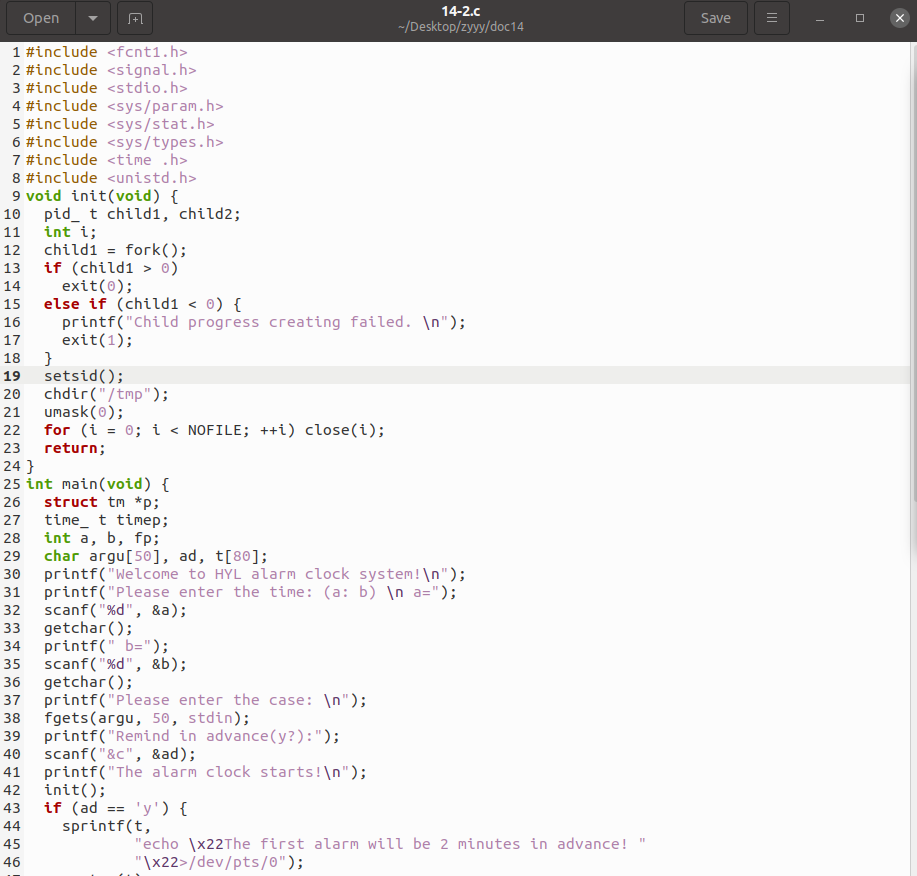 Open
14-2.c
~/Desktop/zyyy/doc14
Save
1 #include <fcnt1.h>
2 #include <signal.h>
3 #include <stdio.h>
4 #include <sys/param.h>
5 #include <sys/stat.h>
6 #include <sys/types.h>
7 #include <time .h>
8 #include <unistd.h>
9 void init(void) {
10   pid_ t child1, child2;
11   int i;
12   child1 = fork();
13   if (child1 > 0)
14     exit(0);
15   else if (child1 < 0) {
16     printf("Child progress creating failed. \n");
17     exit(1);
18   }
19   setsid();
20   chdir("/tmp");
21   umask(0);
22   for (i = 0; i < NOFILE; ++i) close(i);
23   return;
24 }
25 int main(void) {
26   struct tm *p;
27   time_ t timep;
28   int a, b, fp;
29   char argu[50], ad, t[80];
30   printf("Welcome to HYL alarm clock system!\n");
31   printf("Please enter the time: (a: b) \n a=");
32   scanf("%d", &a);
33   getchar();
34   printf(" b=");
35   scanf("%d", &b);
36   getchar();
37   printf("Please enter the case: \n");
38   fgets(argu, 50, stdin);
39   printf("Remind in advance(y?):");
40   scanf("&c", &ad);
41   printf("The alarm clock starts!\n");
42   init();
43   if (ad == 'y') {
44     sprintf(t,
45             "echo \x22The first alarm will be 2 minutes in advance! "
46             "\x22>/dev/pts/0");